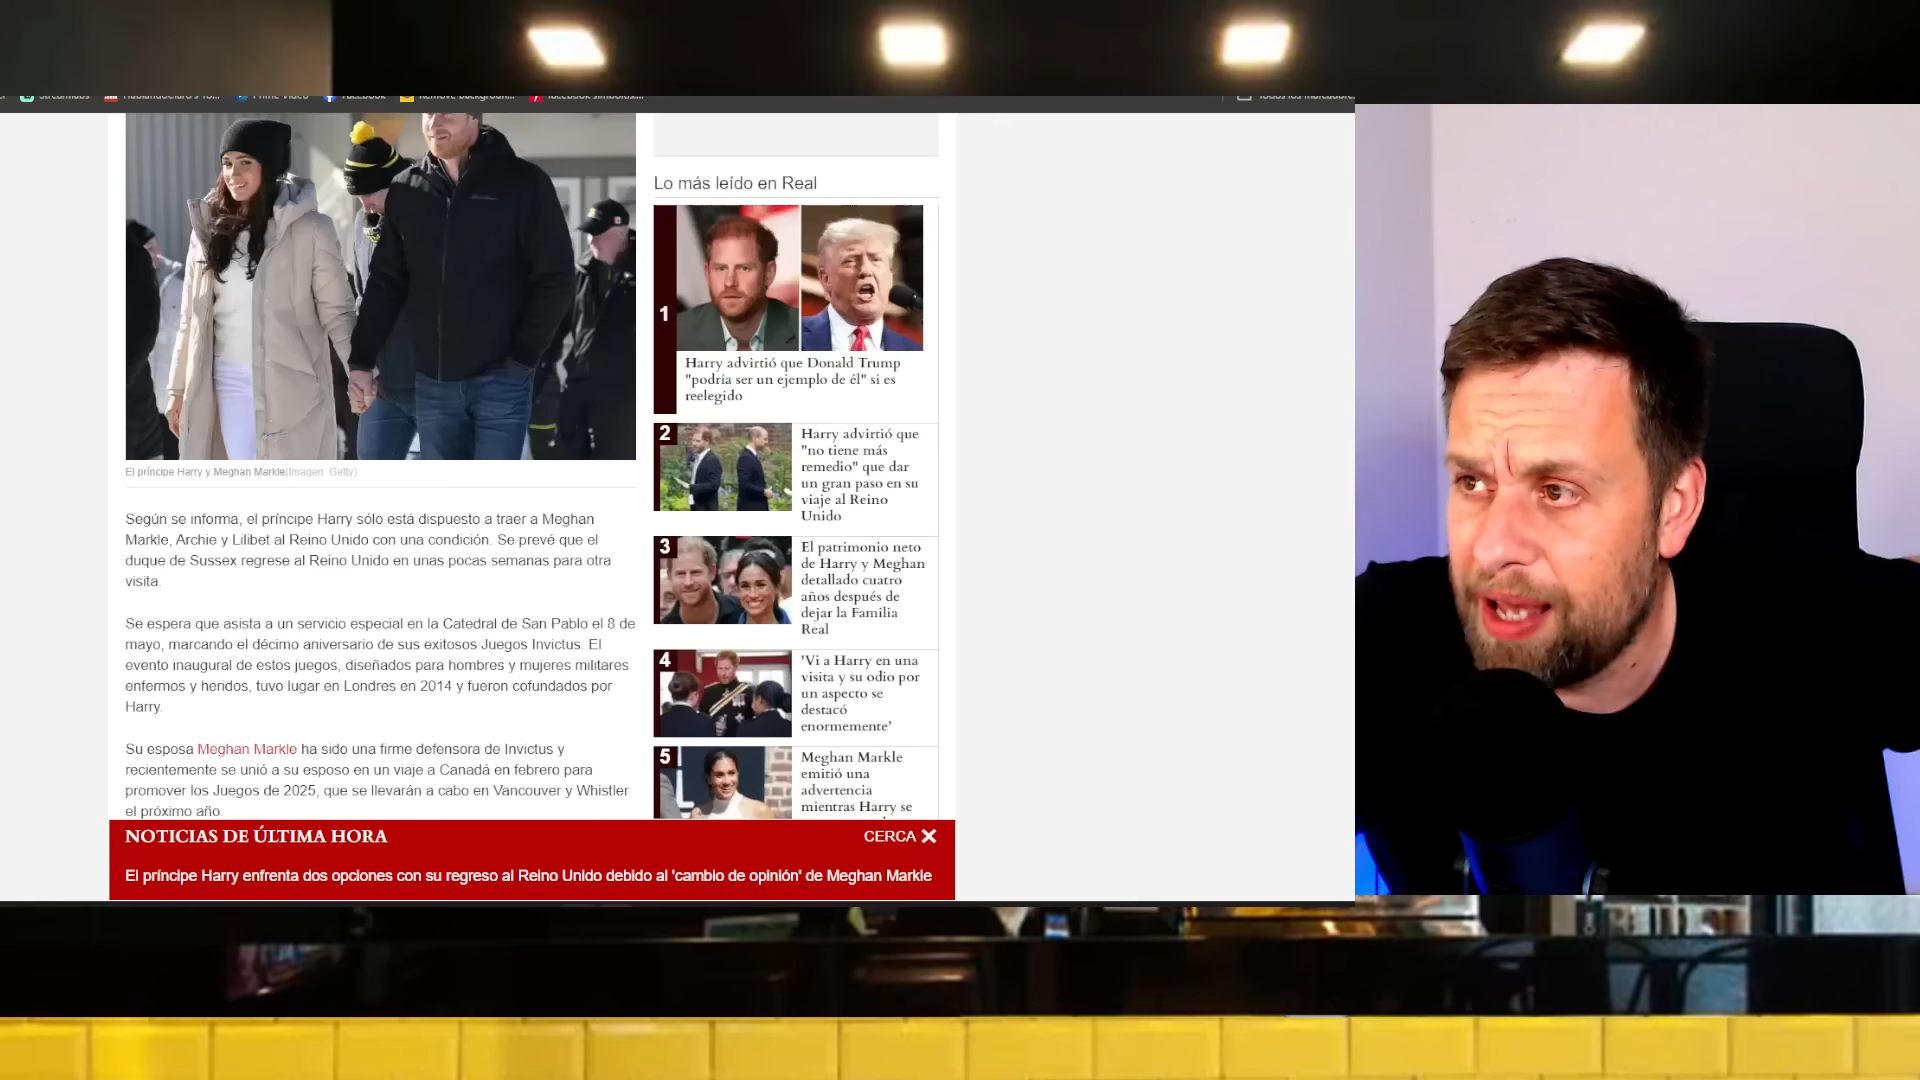 Streamlabs
Prime Video
Facebook
Remove backgroun...
facebook símbolos:...
Todos los marcadore
El príncipe Harry y Meghan Markle(Imagen: Getty)
Según se informa, el príncipe Harry sólo está dispuesto a traer a Meghan
Markle, Archie y Lilibet al Reino Unido con una condición. Se prevé que el
duque de Sussex regrese al Reino Unido en unas pocas semanas para otra
visita.
Se espera que asista a un servicio especial en la Catedral de San Pablo el 8 de
mayo, marcando el décimo aniversario de sus exitosos Juegos Invictus. El
evento inaugural de estos juegos, diseñados para hombres y mujeres militares
enfermos y heridos, tuvo lugar en Londres en 2014 y fueron cofundados por
Harry.
Su esposa Meghan Markle ha sido una firme defensora de Invictus y
recientemente se unió a su esposo en un viaje a Canadá en febrero para
promover los Juegos de 2025, que se llevarán a cabo en Vancouver y Whistler
el próximo año.
Lo más leído en Real
1
Harry advirtió que Donald Trump
"podría ser un ejemplo de él" si es
reelegido
2
Harry advirtió que
"no tiene más
remedio" que dar
un gran paso en su
viaje al Reino
Unido
3
El patrimonio neto
de Harry y Meghan
detallado cuatro
años después de
dejar la Familia
Real
4
'Vi a Harry en una
visita y su odio por
un aspecto se
destacó
enormemente'
5
Meghan Markle
emitió una
advertencia
mientras Harry se
NOTICIAS DE ÚLTIMA HORA
CERCA
El príncipe Harry enfrenta dos opciones con su regreso al Reino Unido debido al 'cambio de opinión' de Meghan Markle